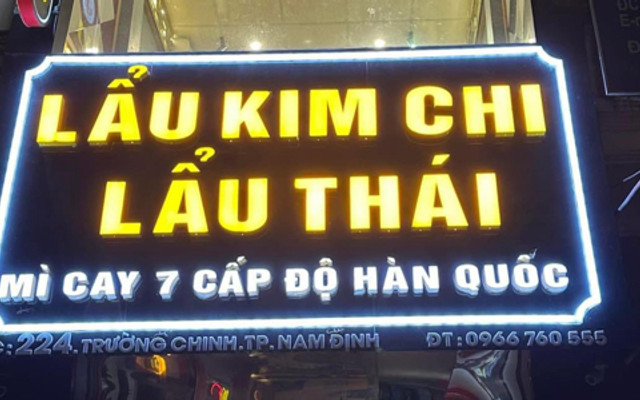 LẨU KIM CHI
LẨU THÁI
MÌ CAY 7 CẤP ĐỘ HÀN QUỐC
C: 224. TRƯỜNG CHINH.TP. NAM ĐỊNH ĐT: 0966 760 555